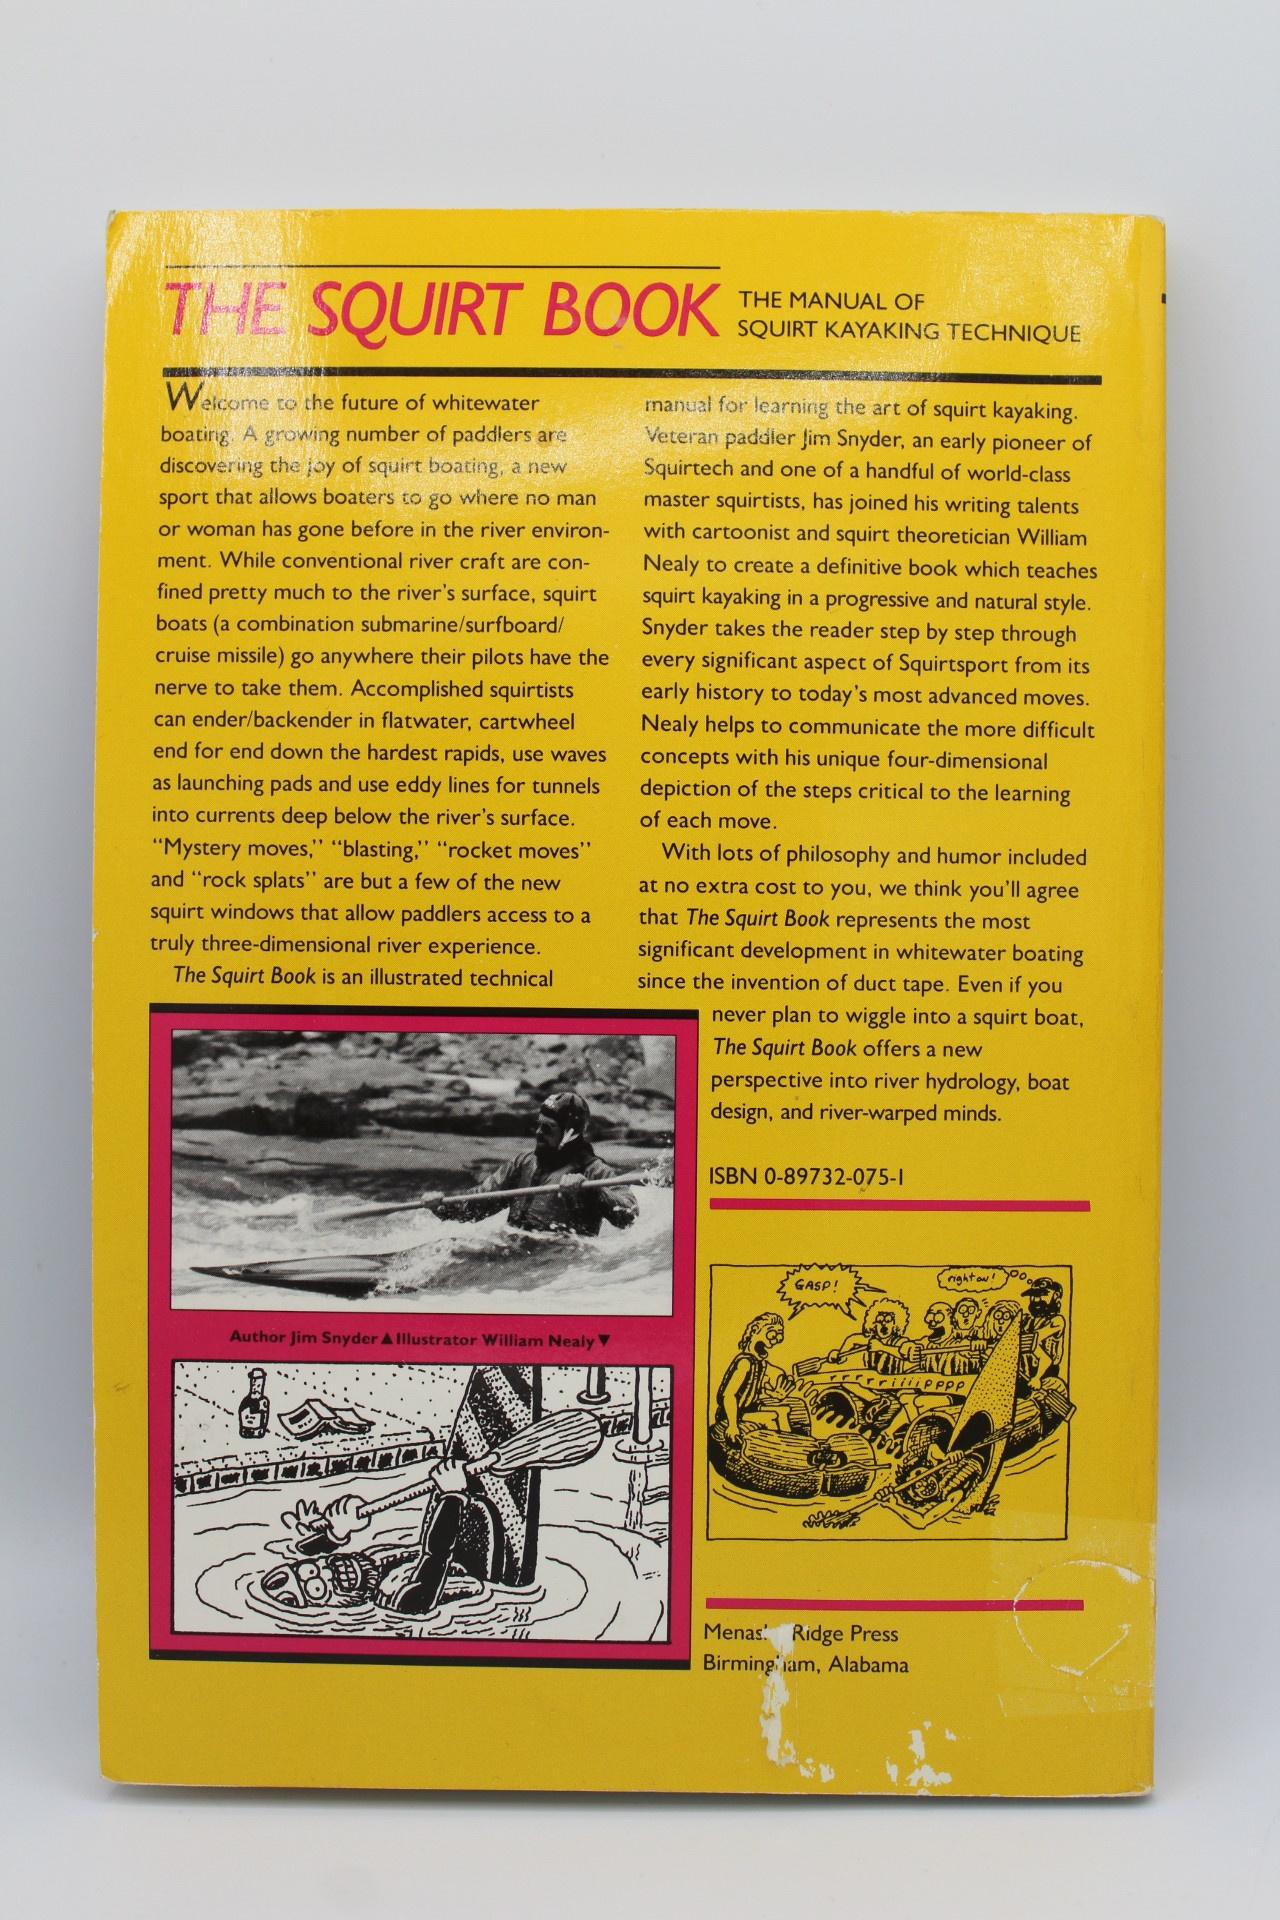 THE SQUIRT BOOK
THE MANUAL OF
SQUIRT KAYAKING TECHNIQUE
Welcome to the future of whitewater
boating. A growing number of paddlers are
discovering the joy of squirt boating, a new
sport that allows boaters to go where no man
or woman has gone before in the river environ-
ment. While conventional river craft are con-
fined pretty much to the river's surface, squirt
boats (a combination submarine/surfboard/
cruise missile) go anywhere their pilots have the
nerve to take them. Accomplished squirtists
can ender/backender in flatwater, cartwheel
end for end down the hardest rapids, use waves
as launching pads and use eddy lines for tunnels
into currents deep below the river's surface.
“Mystery moves,” “blasting,” “rocket moves”
and “rock splats” are but a few of the new
squirt windows that allow paddlers access to a
truly three-dimensional river experience.
The Squirt Book is an illustrated technical
manual for learning the art of squirt kayaking.
Veteran paddler Jim Snyder, an early pioneer of
Squirtech and one of a handful of world-class
master squirtists, has joined his writing talents
with cartoonist and squirt theoretician William
Nealy to create a definitive book which teaches
squirt kayaking in a progressive and natural style.
Snyder takes the reader step by step through
every significant aspect of Squirtsport from its
early history to today's most advanced moves.
Nealy helps to communicate the more difficult
concepts with his unique four-dimensional
depiction of the steps critical to the learning
of each move.
With lots of philosophy and humor included
at no extra cost to you, we think you'll agree
that The Squirt Book represents the most
significant development in whitewater boating
since the invention of duct tape. Even if you
never plan to wiggle into a squirt boat,
The Squirt Book offers a new
perspective into river hydrology, boat
design, and river-warped minds.
ISBN 0-89732-075-1
Author Jim Snyder ▲ Illustrator William Nealy ▼
GASP!
right on!
rrrrriiiipppp
Ridge Press
Birmingham, Alabama